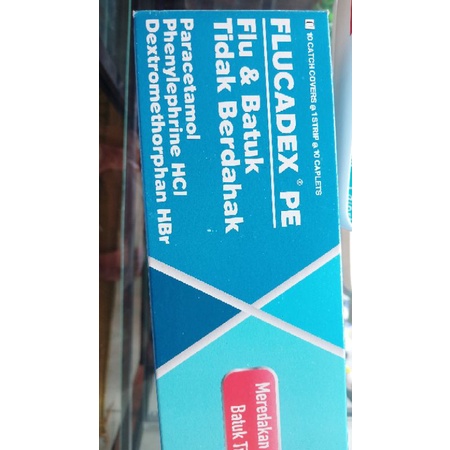 10 CATCH COVERS @ 1 STRIP @ 10 CAPLETS
FLUCADEX® PE
Flu & Batuk
Tidak Berdahak
Paracetamol
Phenylephrine HCl
Dextromethorphan HBr
Meredakan
Batuk T